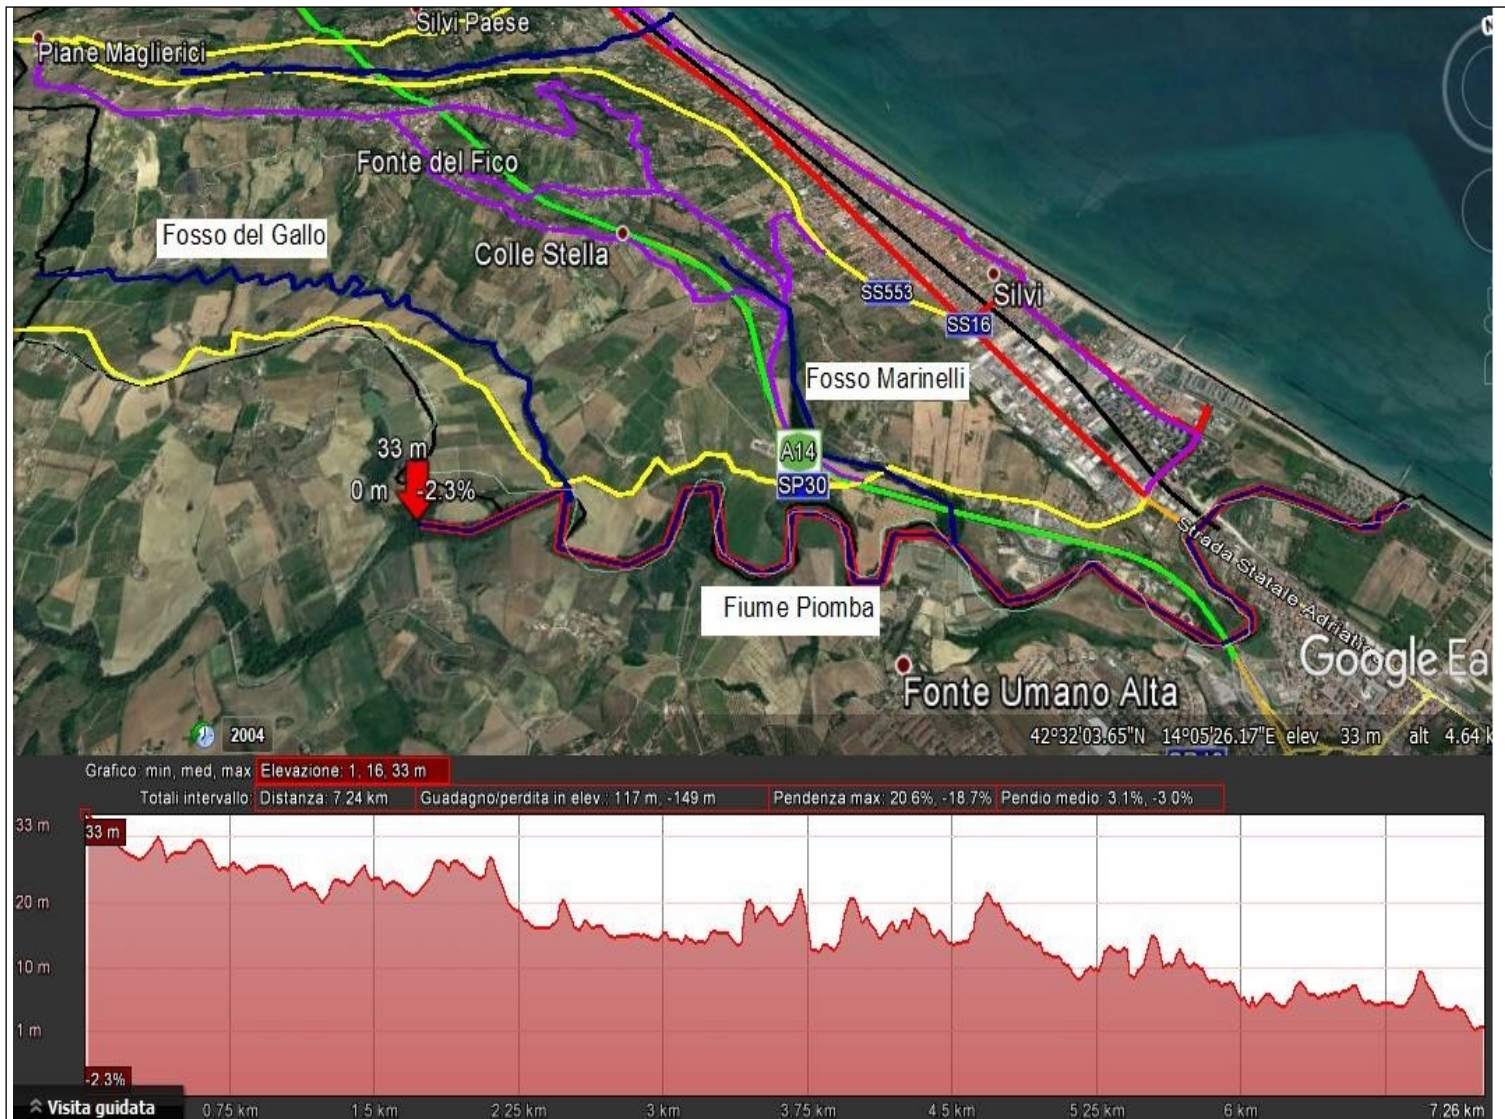 Silvi Paese
Piane Maglierici
Fonte del Fico
Fosso del Gallo
Colle Stella
SS553
Silvi
SS16
Fosso Marinelli
33 m
A14
0 m -2.3%
SP30
Strada Statale Adriatica
Fiume Piomba
Google Ea
Fonte Umano Alta
2004
42°32'03.65"N 14°05'26.17"E elev 33 m alt 4.64 k
Grafico: min, med, max Elevazione: 1, 16, 33 m
Totali intervallo: Distanza: 7.24 km Guadagno/perdita in elev.: 117 m, -149 m Pendenza max: 20.6%, -18.7% Pendio medio: 3.1%, -3.0%
33 m
33 m
20 m
10 m
1 m
-2.3%
Visita guidata 0.75 km 1.5 km 2.25 km 3 km 3.75 km 4.5 km 5.25 km 6 km 7.26 km